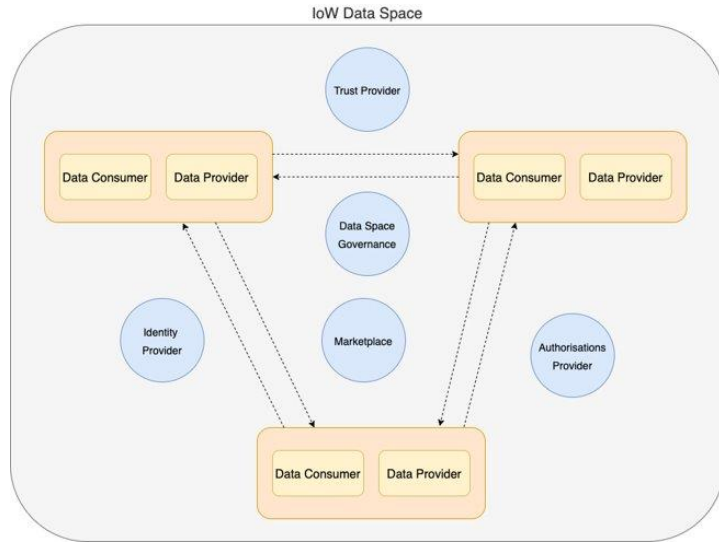 IoW Data Space
Trust Provider
Data Consumer
Data Provider
Data Consumer
Data Provider
Data Space
Governance
Identity
Provider
Marketplace
Authorisations
Provider
Data Consumer
Data Provider